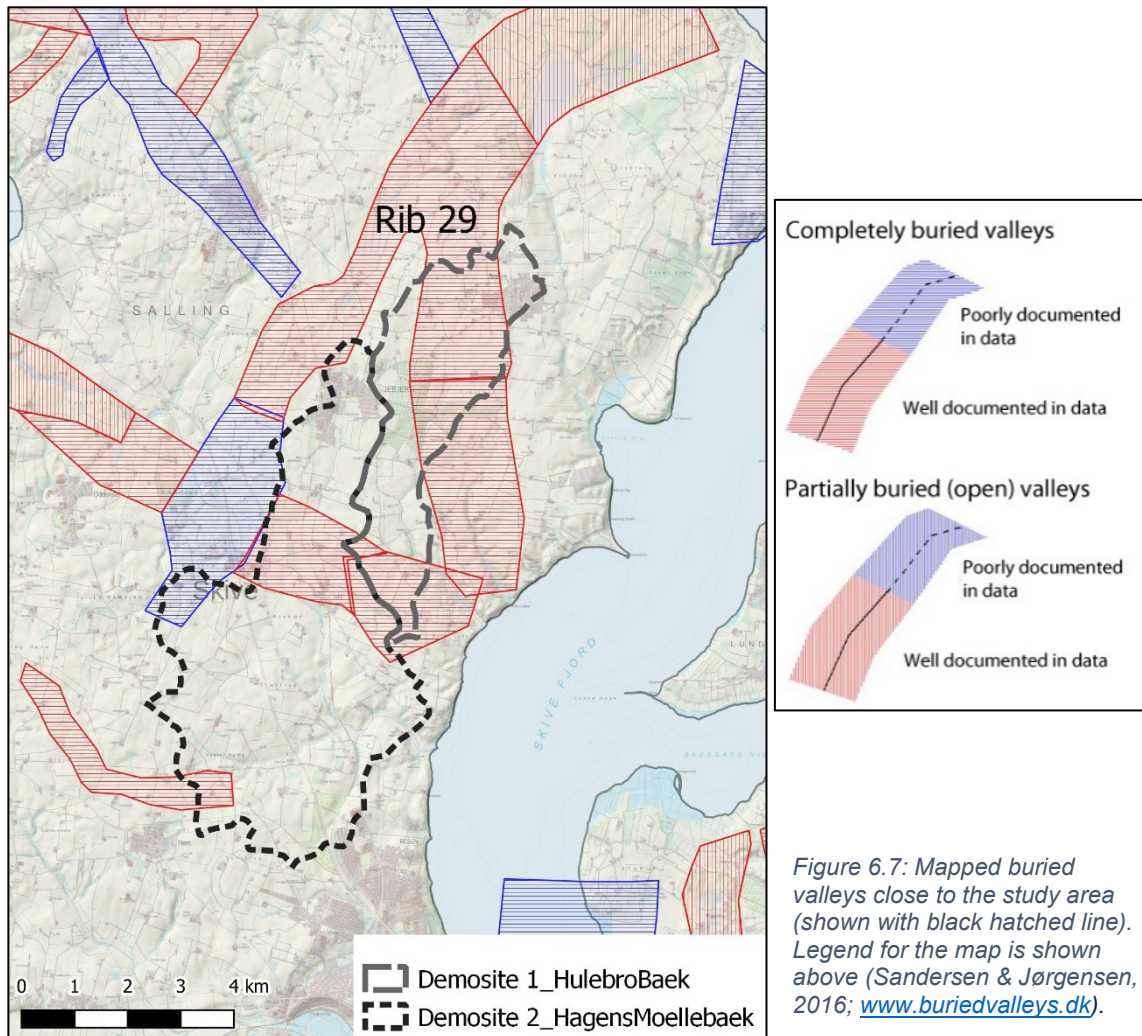 Rib 29
SALLING
JEBJERG
Skive
SKIVE FJORD
LUND
0 1 2 3 4 km
Demosite 1_HulebroBaek
Demosite 2_HagensMoellebaek
Completely buried valleys
Poorly documented
in data
Well documented in data
Partially buried (open) valleys
Poorly documented
in data
Well documented in data
Figure 6.7: Mapped buried
valleys close to the study area
(shown with black hatched line).
Legend for the map is shown
above (Sandersen & Jørgensen,
2016; www.buriedvalleys.dk).